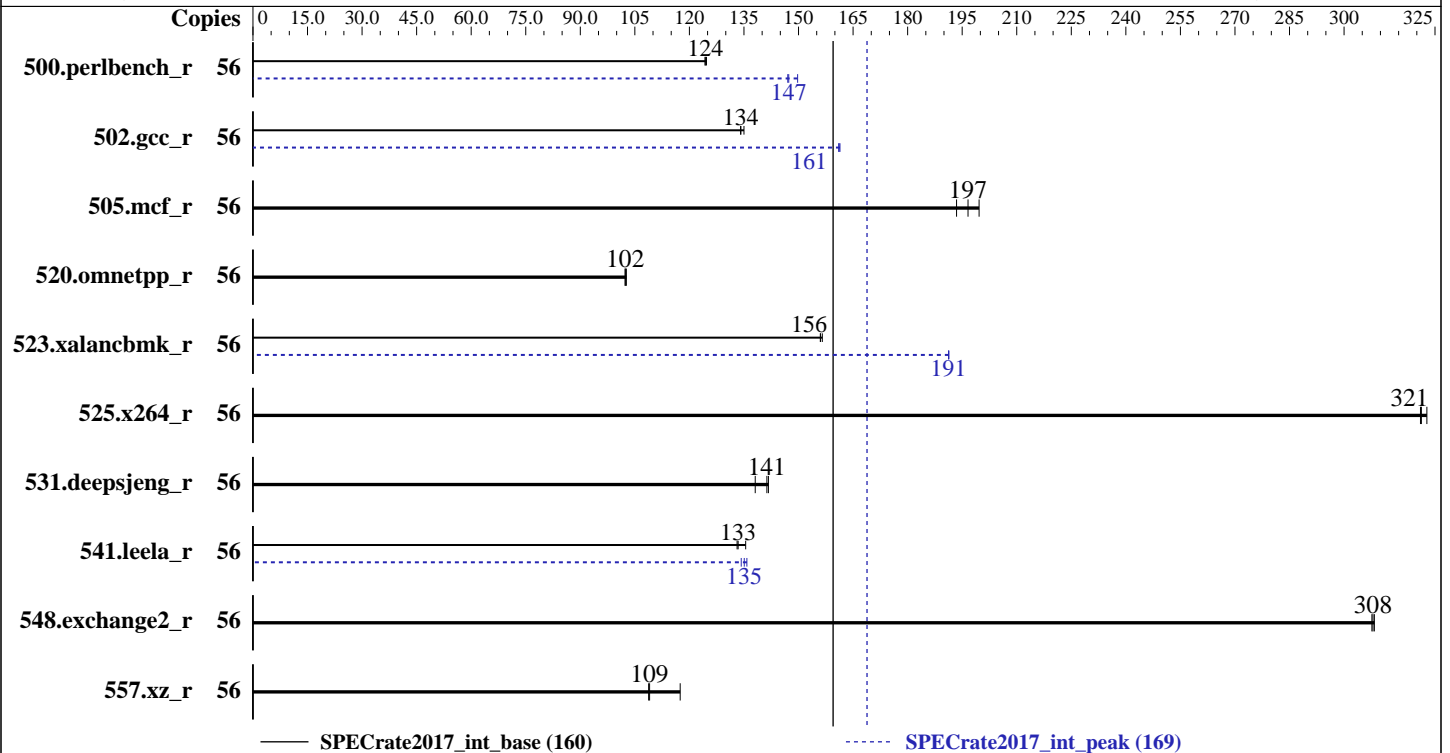 Copies 0 15.0 30.0 45.0 60.0 75.0 90.0 105 120 135 150 165 180 195 210 225 240 255 270 285 300 325
124
500.perlbench_r 56
147
134
502.gcc_r 56
161
197
505.mcf_r 56
102
520.omnetpp_r 56
156
523.xalancbmk_r 56
191
321
525.x264_r 56
141
531.deepsjeng_r 56
133
541.leela_r 56
135
308
548.exchange2_r 56
109
557.xz_r 56
SPECrate2017_int_base (160) SPECrate2017_int_peak (169)